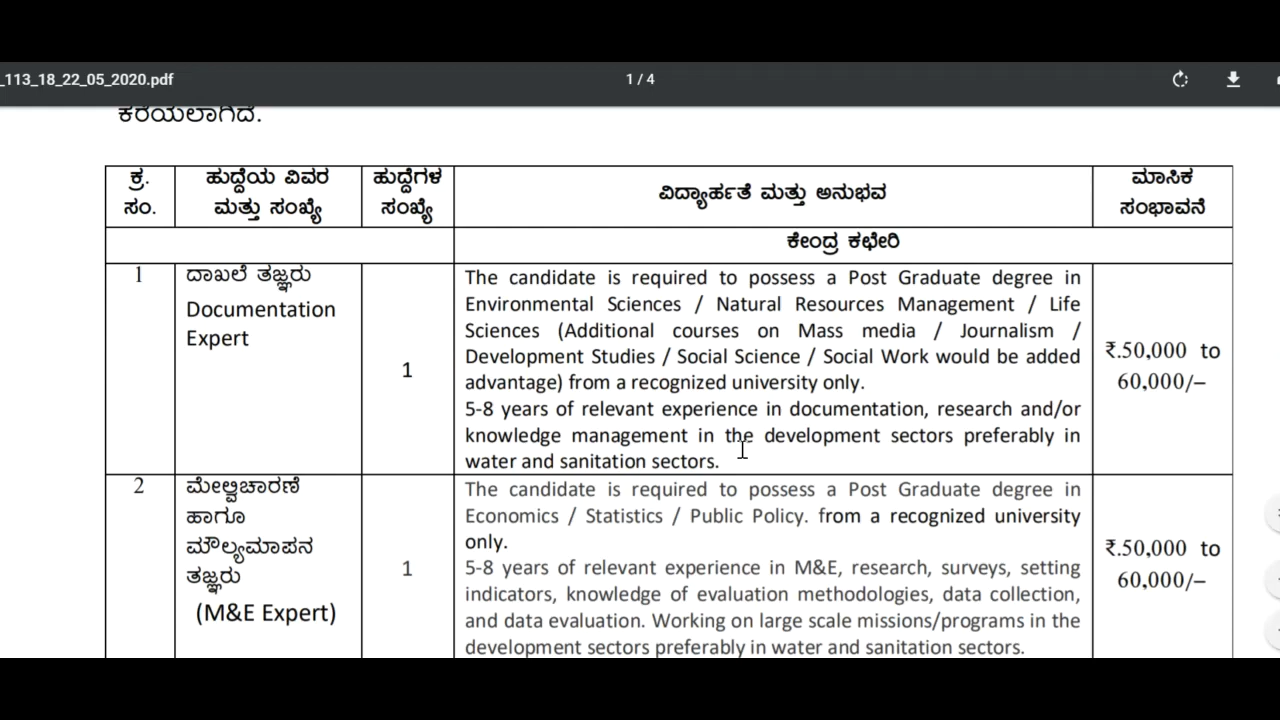 _113_18_22_05_2020.pdf
1 / 4
ಕರೆಯಲಾಗಿದೆ.
ಕ್ರ. ಸಂ.
ಹುದ್ದೆಯ ವಿವರ ಮತ್ತು ಸಂಖ್ಯೆ
ಹುದ್ದೆಗಳ ಸಂಖ್ಯೆ
ವಿದ್ಯಾರ್ಹತೆ ಮತ್ತು ಅನುಭವ
ಮಾಸಿಕ ಸಂಭಾವನೆ
ಕೇಂದ್ರ ಕಛೇರಿ
1
ದಾಖಲೆ ತಜ್ಞರು
Documentation
Expert
1
The candidate is required to possess a Post Graduate degree in
Environmental Sciences / Natural Resources Management / Life
Sciences (Additional courses on Mass media / Journalism /
Development Studies / Social Science / Social Work would be added
advantage) from a recognized university only.
5-8 years of relevant experience in documentation, research and/or
knowledge management in the development sectors preferably in
water and sanitation sectors.
₹.50,000 to
60,000/–
2
ಮೇಲ್ವಿಚಾರಣೆ
ಹಾಗೂ
ಮೌಲ್ಯಮಾಪನ
ತಜ್ಞರು
(M&E Expert)
1
The candidate is required to possess a Post Graduate degree in
Economics / Statistics / Public Policy. from a recognized university
only.
5-8 years of relevant experience in M&E, research, surveys, setting
indicators, knowledge of evaluation methodologies, data collection,
and data evaluation. Working on large scale missions/programs in the
development sectors preferably in water and sanitation sectors.
₹.50,000 to
60,000/–